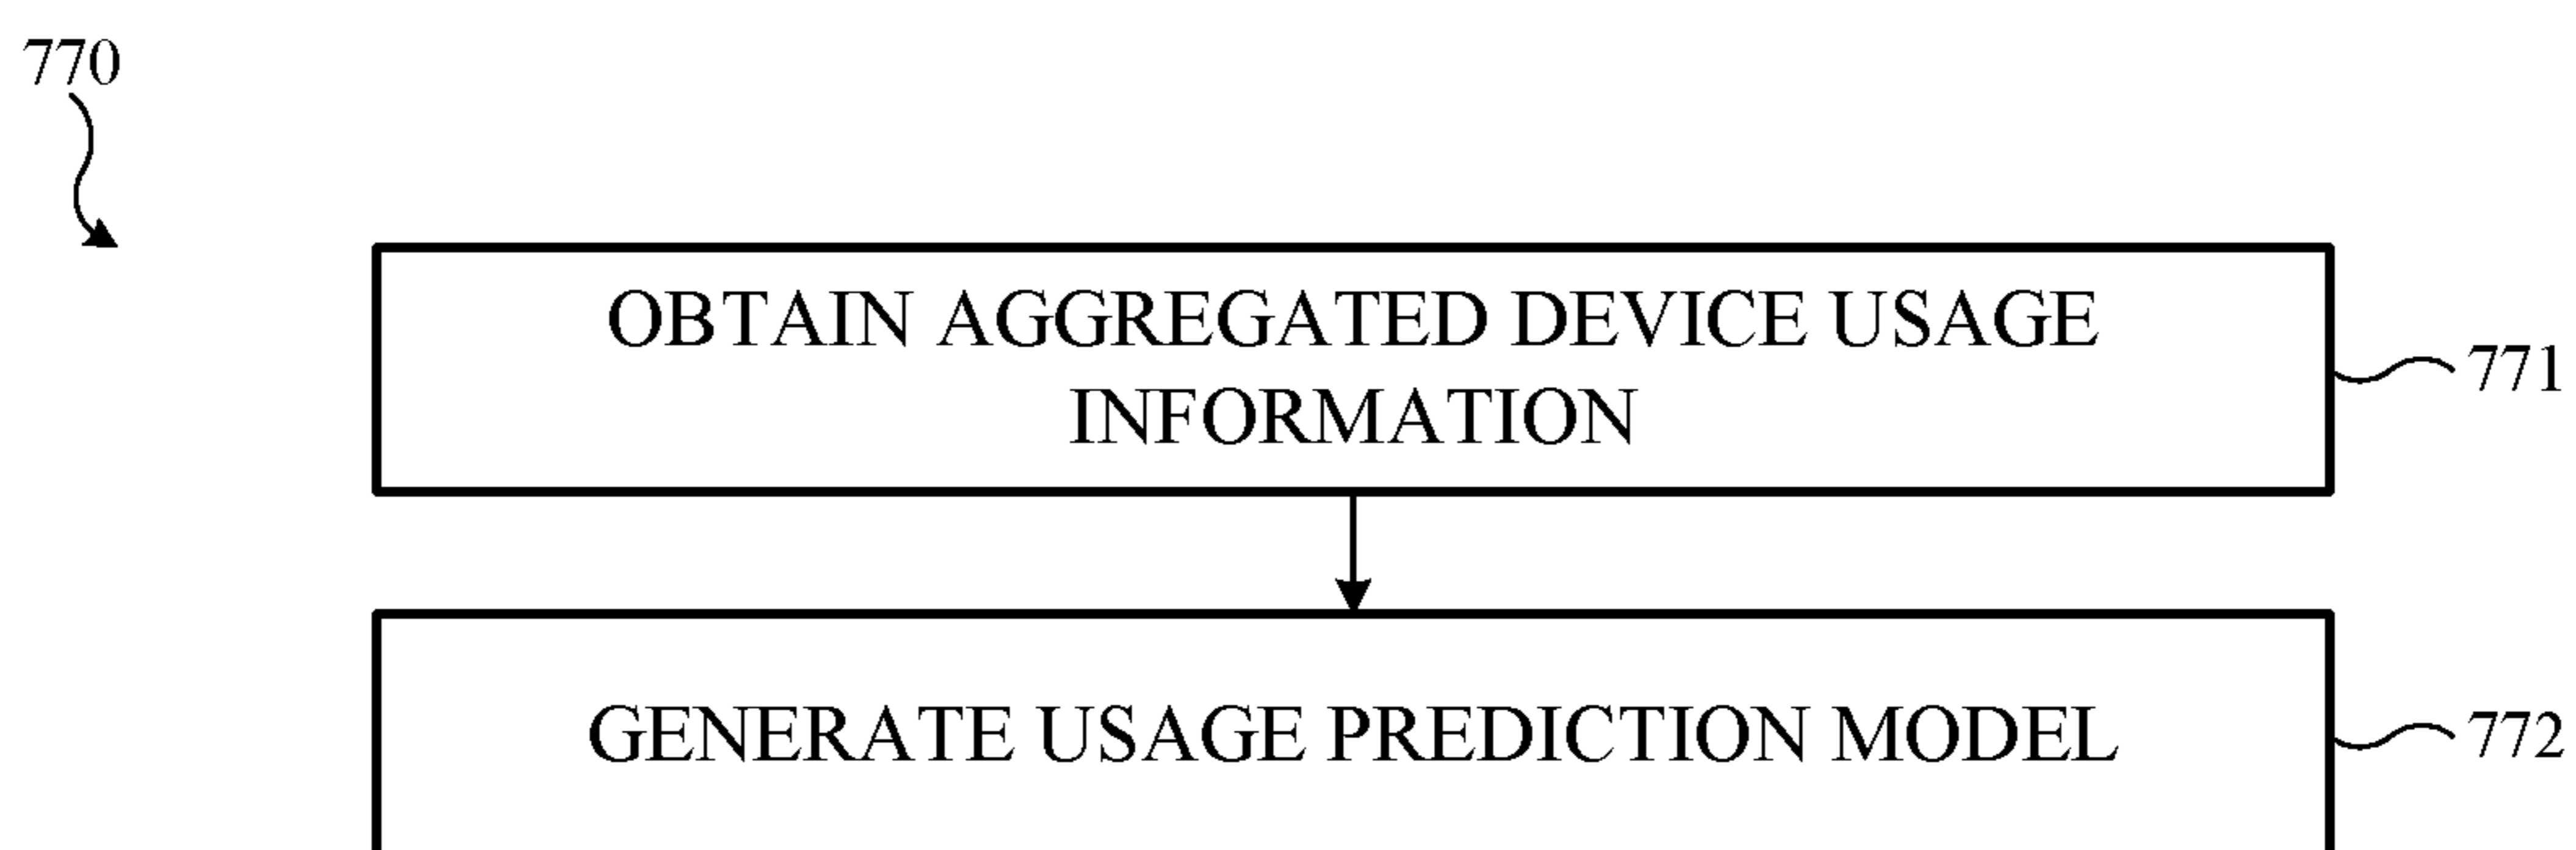 770
OBTAIN AGGREGATED DEVICE USAGE
INFORMATION
771
GENERATE USAGE PREDICTION MODEL
772